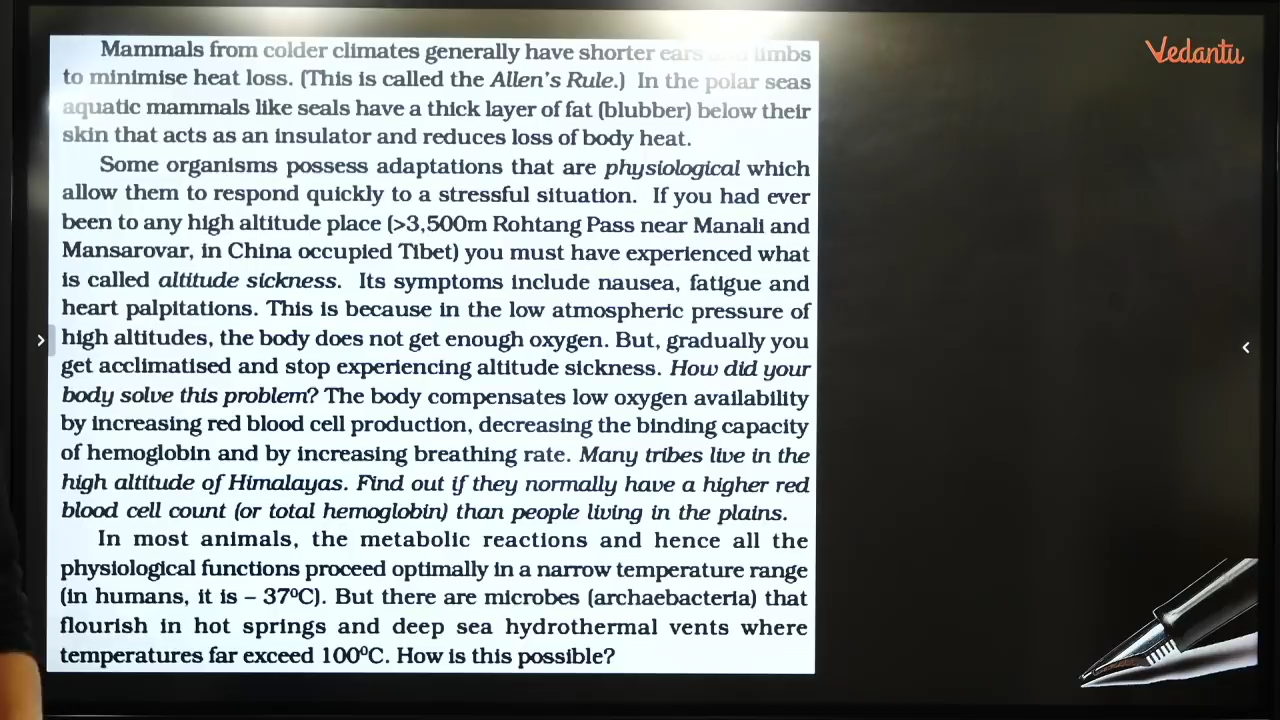 Mammals from colder climates generally have shorter ears and limbs
to minimise heat loss. (This is called the Allen's Rule.) In the polar seas
aquatic mammals like seals have a thick layer of fat (blubber) below their
skin that acts as an insulator and reduces loss of body heat.
Some organisms possess adaptations that are physiological which
allow them to respond quickly to a stressful situation. If you had ever
been to any high altitude place (>3,500m Rohtang Pass near Manali and
Mansarovar, in China occupied Tibet) you must have experienced what
is called altitude sickness. Its symptoms include nausea, fatigue and
heart palpitations. This is because in the low atmospheric pressure of
high altitudes, the body does not get enough oxygen. But, gradually you
get acclimatised and stop experiencing altitude sickness. How did your
body solve this problem? The body compensates low oxygen availability
by increasing red blood cell production, decreasing the binding capacity
of hemoglobin and by increasing breathing rate. Many tribes live in the
high altitude of Himalayas. Find out if they normally have a higher red
blood cell count (or total hemoglobin) than people living in the plains.
In most animals, the metabolic reactions and hence all the
physiological functions proceed optimally in a narrow temperature range
(in humans, it is – 37⁰C). But there are microbes (archaebacteria) that
flourish in hot springs and deep sea hydrothermal vents where
temperatures far exceed 100⁰C. How is this possible?
Vedantu